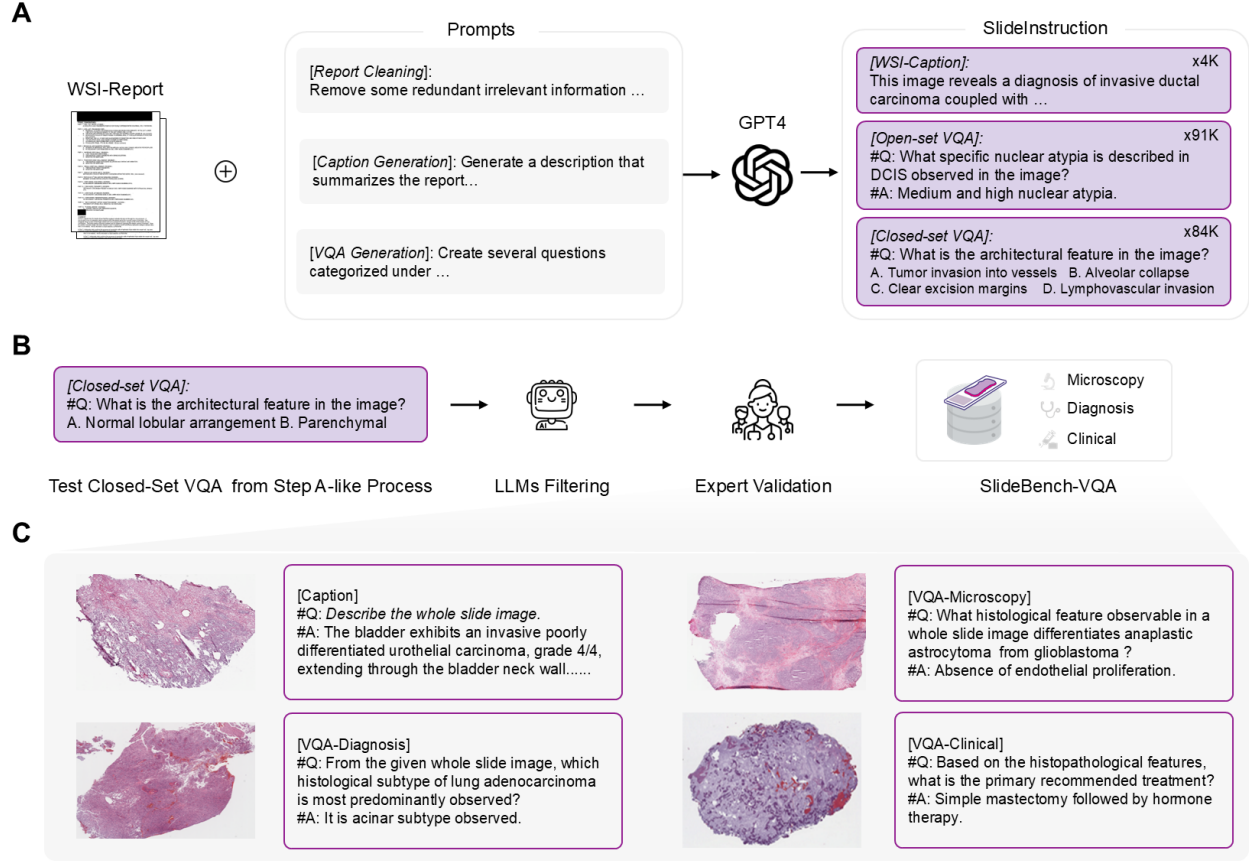 A
WSI-Report
Prompts
[Report Cleaning]:
Remove some redundant irrelevant information …
[Caption Generation]: Generate a description that
summarizes the report…
[VQA Generation]: Create several questions
categorized under …
GPT4
SlideInstruction
[WSI-Caption]: x4K
This image reveals a diagnosis of invasive ductal
carcinoma coupled with …
[Open-set VQA]: x91K
#Q: What specific nuclear atypia is described in
DCIS observed in the image?
#A: Medium and high nuclear atypia.
[Closed-set VQA]: x84K
#Q: What is the architectural feature in the image?
A. Tumor invasion into vessels B. Alveolar collapse
C. Clear excision margins D. Lymphovascular invasion
B
[Closed-set VQA]:
#Q: What is the architectural feature in the image?
A. Normal lobular arrangement B. Parenchymal
AI
Microscopy
Diagnosis
Clinical
Test Closed-Set VQA from Step A-like Process
LLMs Filtering
Expert Validation
SlideBench-VQA
C
[Caption]
#Q: Describe the whole slide image.
#A: The bladder exhibits an invasive poorly
differentiated urothelial carcinoma, grade 4/4,
extending through the bladder neck wall......
[VQA-Microscopy]
#Q: What histological feature observable in a
whole slide image differentiates anaplastic
astrocytoma from glioblastoma ?
#A: Absence of endothelial proliferation.
[VQA-Diagnosis]
#Q: From the given whole slide image, which
histological subtype of lung adenocarcinoma
is most predominantly observed?
#A: It is acinar subtype observed.
[VQA-Clinical]
#Q: Based on the histopathological features,
what is the primary recommended treatment?
#A: Simple mastectomy followed by hormone
therapy.